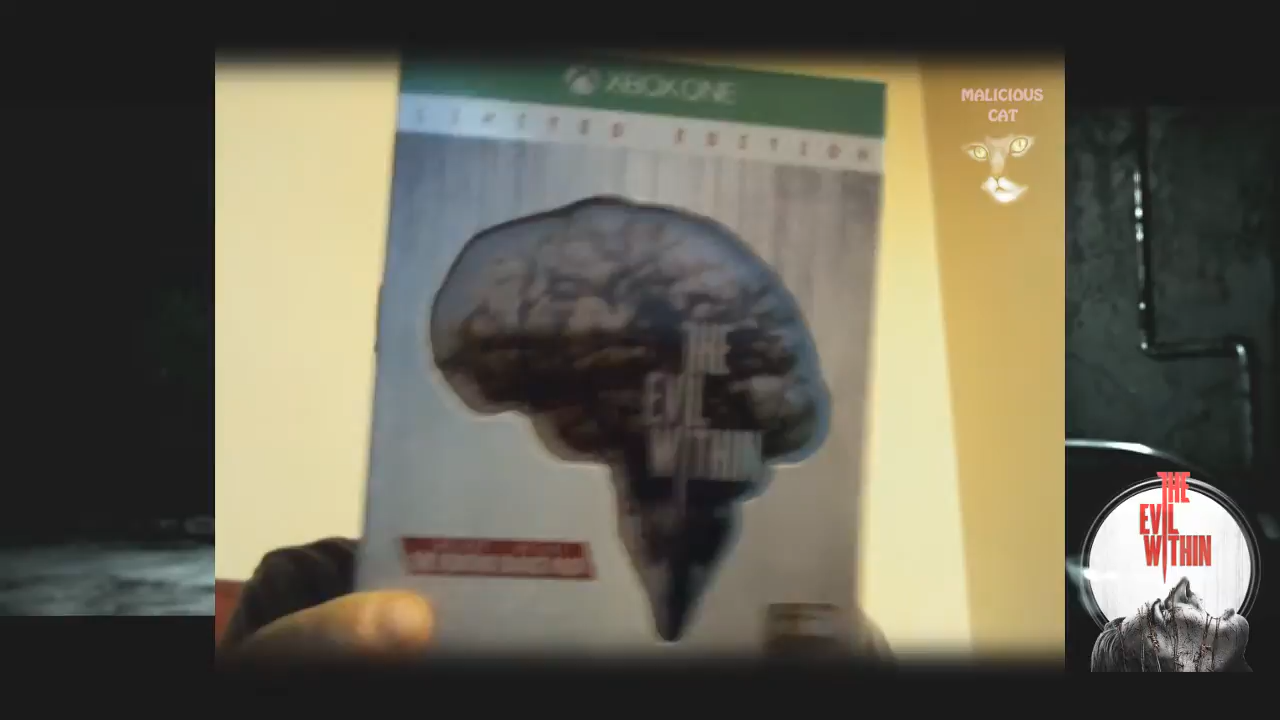 XBOX ONE
LIMITED EDITION
MALICIOUS
CAT
THE
EVIL
WITHIN
THE
EVIL
WITHIN